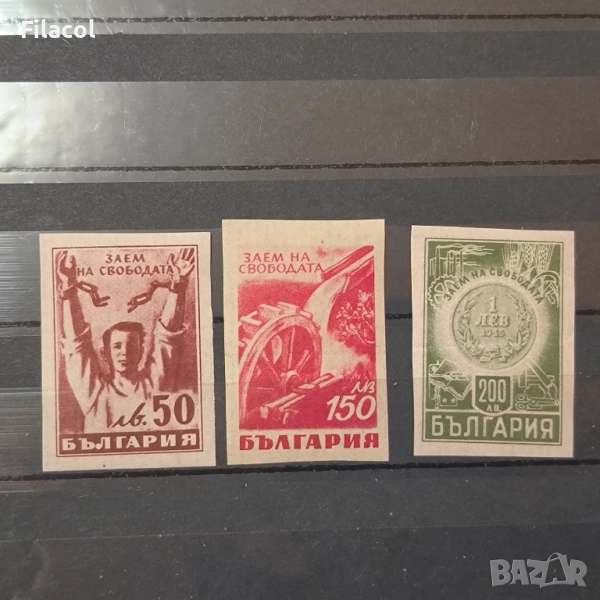 Filacol
ЗАЕМ
НА СВОБОДАТА
лв. 50
БЪЛГАРИЯ
ЗАЕМ НА
СВОБОДАТА
лв
150
БЪЛГАРИЯ
ЗАЕМ НА СВОБОДАТА
1
ЛЕВ
200
ЛВ.
БЪЛГАРИЯ
BAZAR